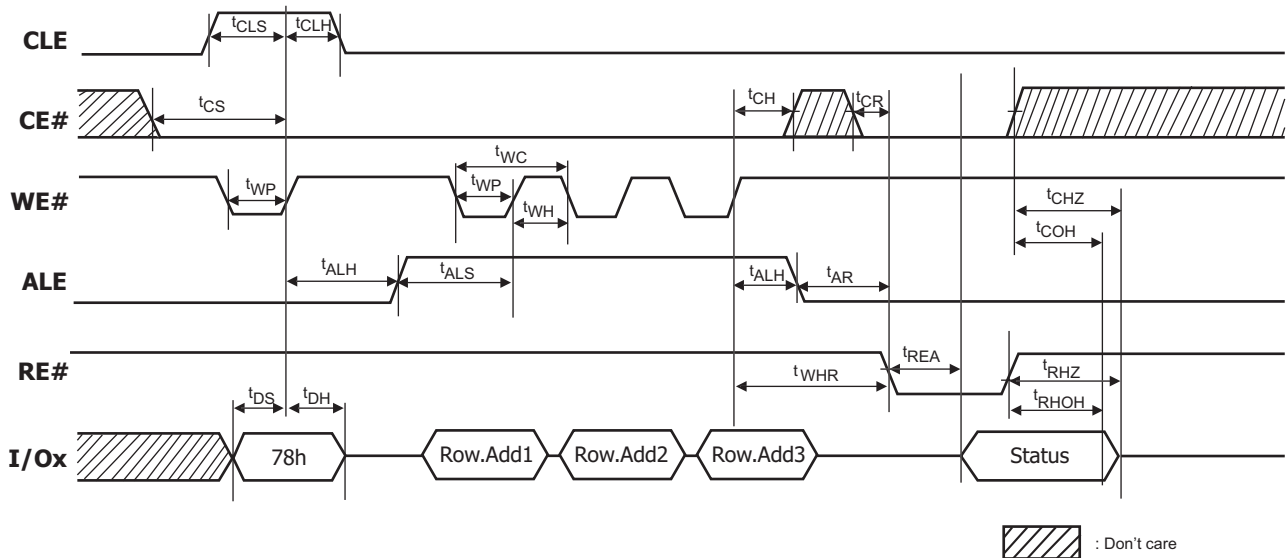 CLE
tCLS
tCLH
CE#
tCS
tCH
tCR
WE#
tWP
tWC
tWP
tWH
tCHZ
tCOH
ALE
tALH
tALS
tALH
tAR
RE#
tWHR
tREA
tRHZ
tRHOH
tDS
tDH
I/Ox
78h
Row.Add1
Row.Add2
Row.Add3
Status
: Don't care